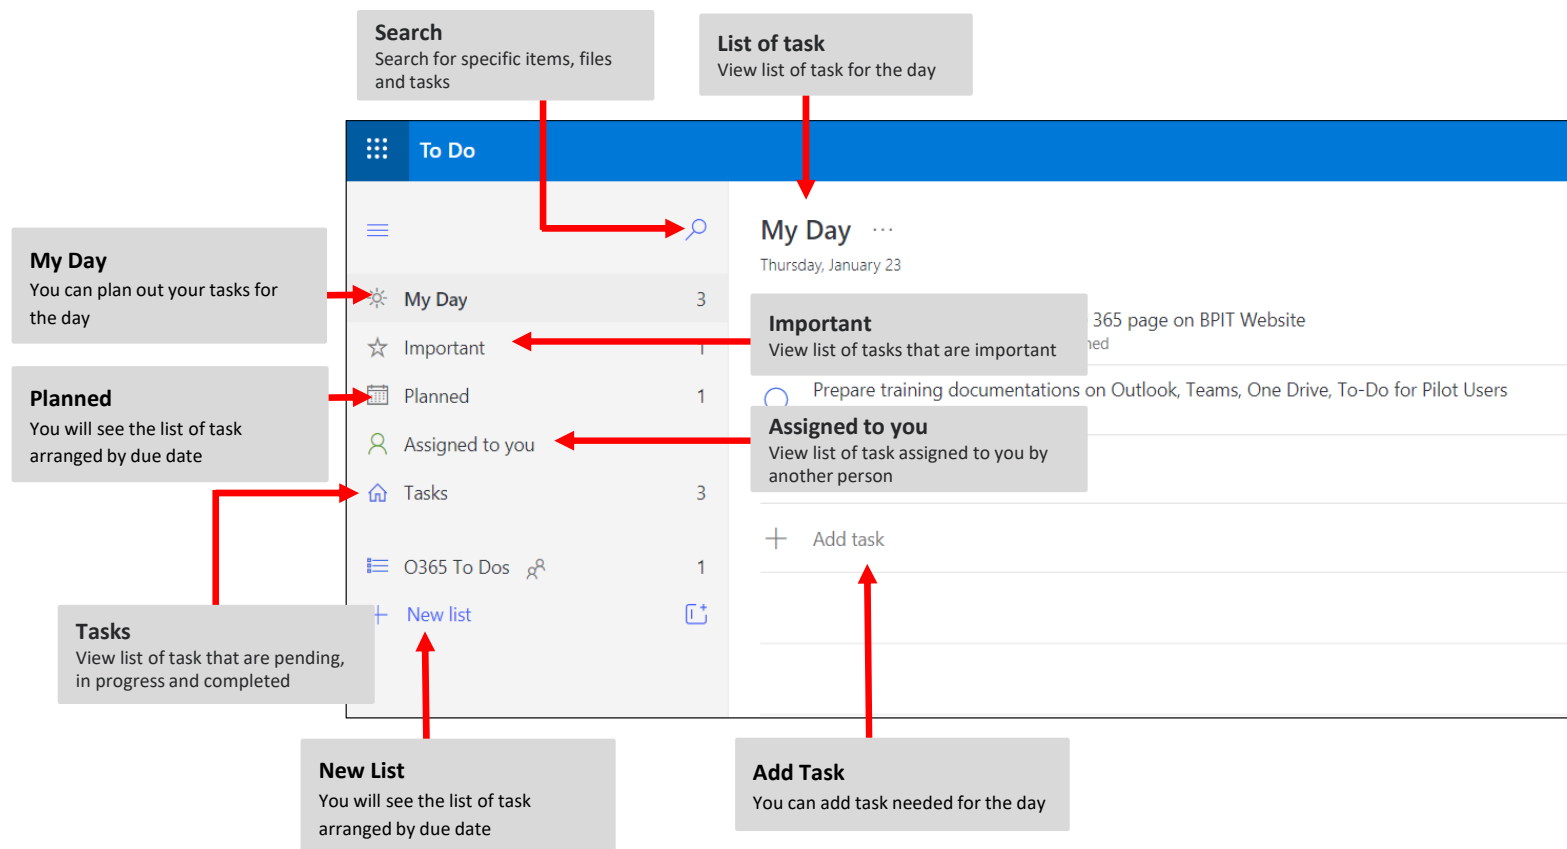 Search
Search for specific items, files
and tasks
List of task
View list of task for the day
To Do
My Day
You can plan out your tasks for
the day
Planned
You will see the list of task
arranged by due date
Tasks
View list of task that are pending,
in progress and completed
My Day 3
Important
Planned 1
Assigned to you
Tasks 3
O365 To Dos 1
New list
My Day ...
Thursday, January 23
365 page on BPIT Website
Important
View list of tasks that are important
Prepare training documentations on Outlook, Teams, One Drive, To-Do for Pilot Users
Assigned to you
View list of task assigned to you by
another person
Add task
New List
You will see the list of task
arranged by due date
Add Task
You can add task needed for the day